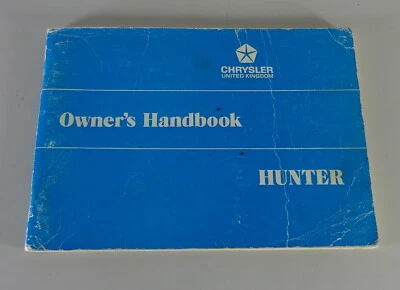 CHRYSLER
UNITED KINGDOM
Owner's Handbook
HUNTER